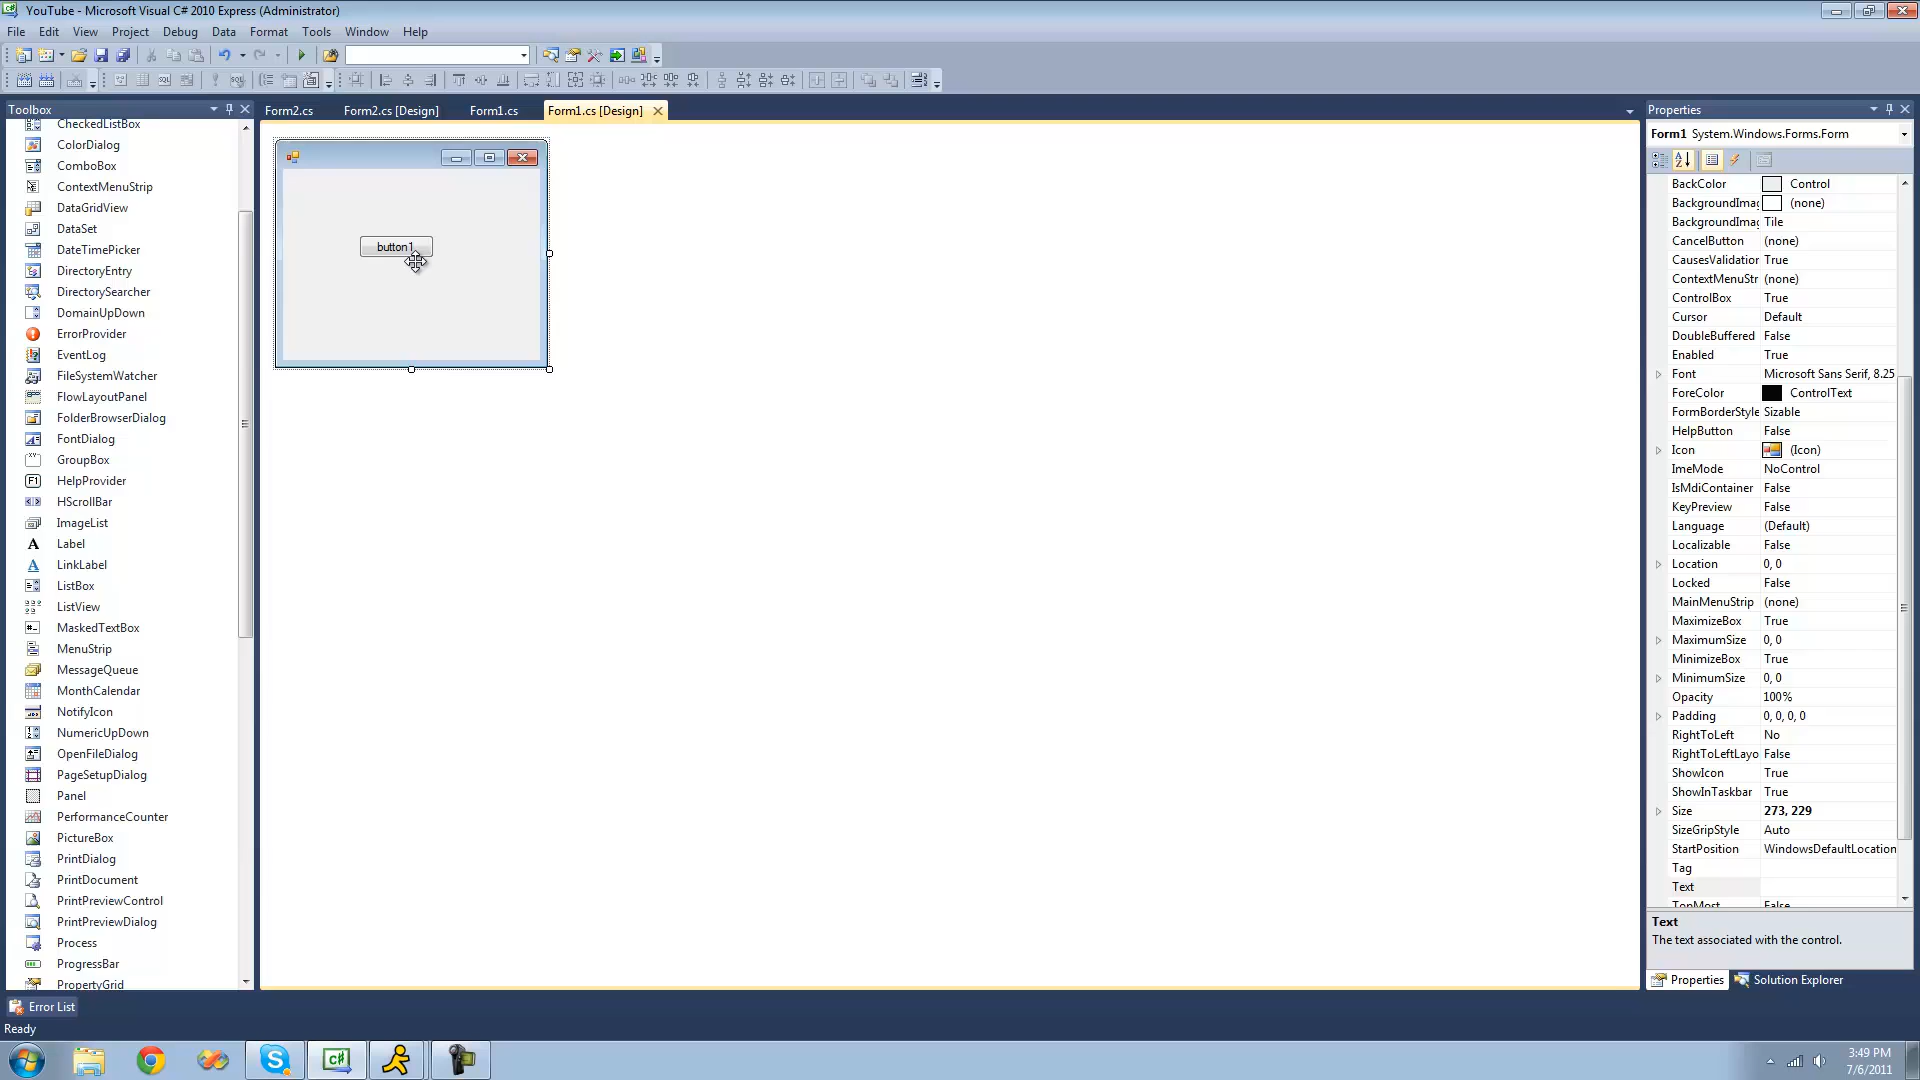 YouTube - Microsoft Visual C# 2010 Express (Administrator)
File Edit View Project Debug Data Format Tools Window Help
Toolbox
Form2.cs Form2.cs [Design] Form1.cs Form1.cs [Design]
Properties
CheckedListBox
ColorDialog
ComboBox
ContextMenuStrip
DataGridView
DataSet
DateTimePicker
DirectoryEntry
DirectorySearcher
DomainUpDown
ErrorProvider
EventLog
FileSystemWatcher
FlowLayoutPanel
FolderBrowserDialog
FontDialog
GroupBox
HelpProvider
HScrollBar
ImageList
Label
LinkLabel
ListBox
ListView
MaskedTextBox
MenuStrip
MessageQueue
MonthCalendar
NotifyIcon
NumericUpDown
OpenFileDialog
PageSetupDialog
Panel
PerformanceCounter
PictureBox
PrintDialog
PrintDocument
PrintPreviewControl
PrintPreviewDialog
Process
ProgressBar
PropertyGrid
button1
Form1 System.Windows.Forms.Form
BackColor Control
BackgroundImag (none)
BackgroundImag Tile
CancelButton (none)
CausesValidation True
ContextMenuStr (none)
ControlBox True
Cursor Default
DoubleBuffered False
Enabled True
Font Microsoft Sans Serif, 8.25
ForeColor ControlText
FormBorderStyle Sizable
HelpButton False
Icon (Icon)
ImeMode NoControl
IsMdiContainer False
KeyPreview False
Language (Default)
Localizable False
Location 0, 0
Locked False
MainMenuStrip (none)
MaximizeBox True
MaximumSize 0, 0
MinimizeBox True
MinimumSize 0, 0
Opacity 100%
Padding 0, 0, 0, 0
RightToLeft No
RightToLeftLayo False
ShowIcon True
ShowInTaskbar True
Size 273, 229
SizeGripStyle Auto
StartPosition WindowsDefaultLocation
Tag
Text
TopMost False
Text
The text associated with the control.
Properties Solution Explorer
Error List
Ready
3:49 PM
7/6/2011